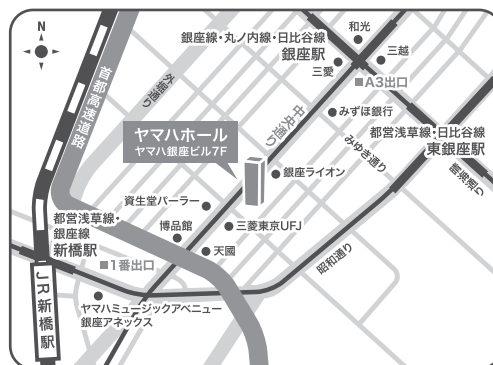 N
銀座線・丸ノ内線・日比谷線
銀座駅
和光
三越
三愛
■A3出口
首都高速道路
外堀通り
中央通り
みずほ銀行
都営浅草線・日比谷線
東銀座駅
みゆき通り
晴海通り
ヤマハホール
ヤマハ銀座ビル7F
銀座ライオン
資生堂パーラー
博品館
三菱東京UFJ
天國
都営浅草線・
銀座線
新橋駅
■1番出口
昭和通り
JR新橋駅
ヤマハミュージックアベニュー
銀座アネックス